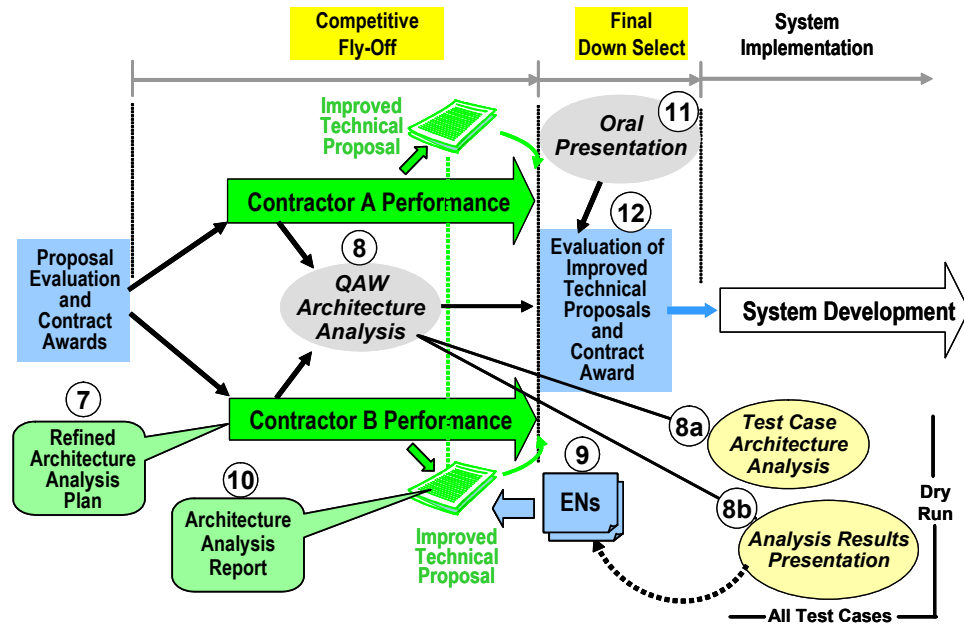 Competitive
Fly-Off
Final
Down Select
System
Implementation
Improved
Technical
Proposal
11
Oral
Presentation
Contractor A Performance
12
8
Proposal
Evaluation
and
Contract
Awards
QAW
Architecture
Analysis
Evaluation of
Improved
Technical
Proposals
and
Contract
Award
System Development
7
Contractor B Performance
Refined
Architecture
Analysis
Plan
8a
Test Case
Architecture
Analysis
10
9
Architecture
Analysis
Report
Improved
Technical
Proposal
ENs
8b
Analysis Results
Presentation
Dry
Run
All Test Cases